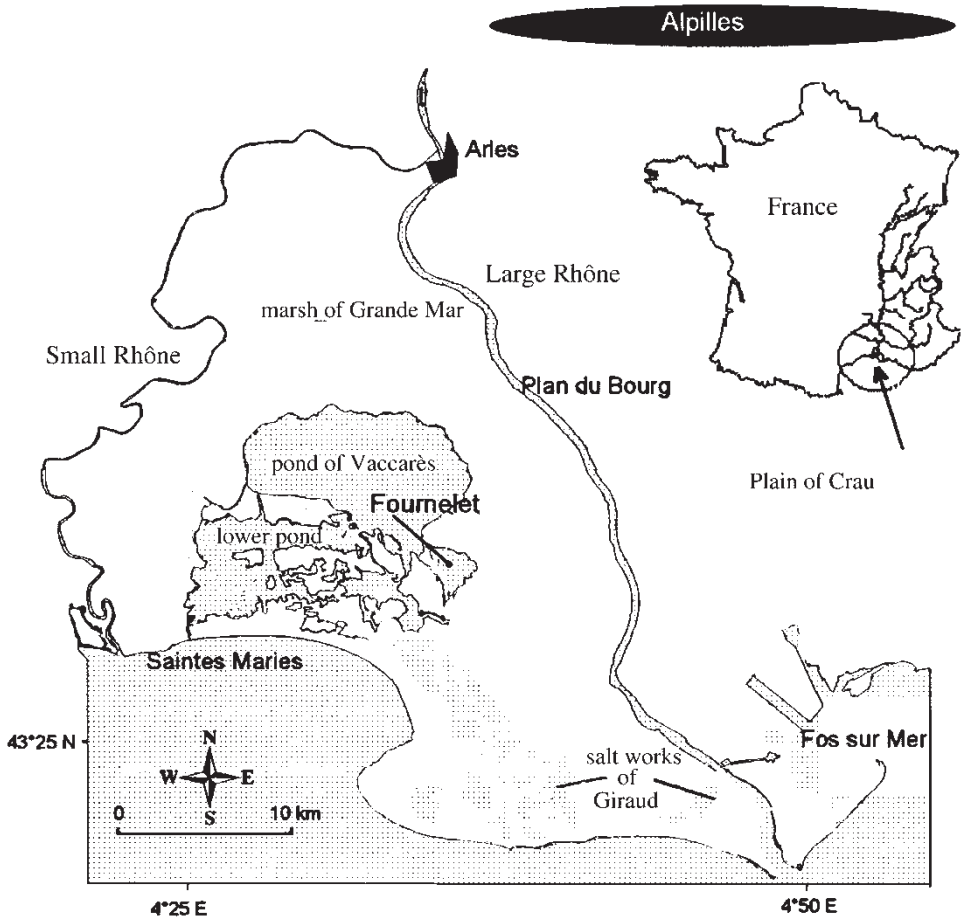 Alpilles
Arles
France
Large Rhône
marsh of Grande Mar
Small Rhône
Plan du Bourg
pond of Vaccarès
Plain of Crau
Fournelet
lower pond
Saintes Maries
43°25 N
Fos sur Mer
N
W E
S
salt works
of
Giraud
0 10 km
4°25 E
4°50 E